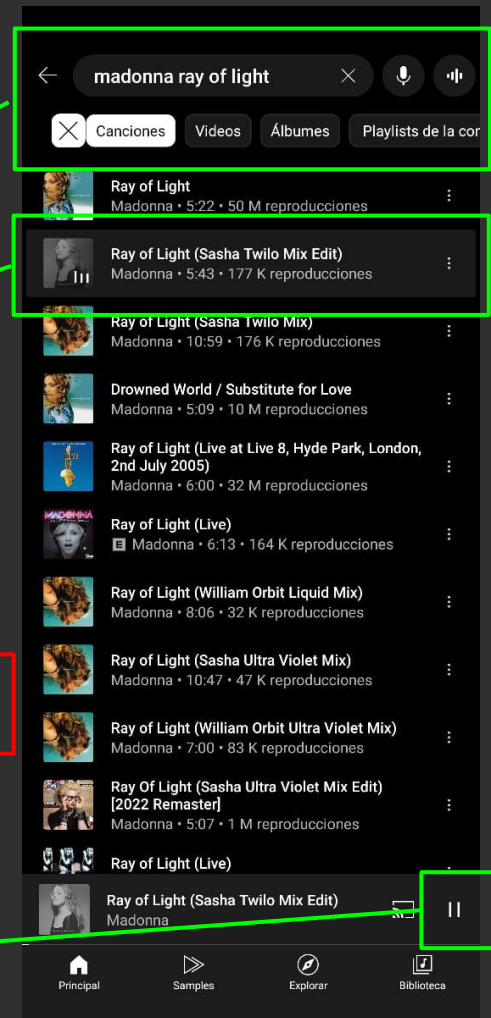 madonna ray of light
Canciones Videos Álbumes Playlists de la con
Ray of Light
Madonna • 5:22 • 50 M reproducciones
Ray of Light (Sasha Twilo Mix Edit)
Madonna • 5:43 • 177 K reproducciones
Ray of Light (Sasha Twilo Mix)
Madonna • 10:59 • 176 K reproducciones
Drowned World / Substitute for Love
Madonna • 5:09 • 10 M reproducciones
Ray of Light (Live at Live 8, Hyde Park, London,
2nd July 2005)
Madonna • 6:00 • 32 M reproducciones
MADONNA
Ray of Light (Live)
E Madonna • 6:13 • 164 K reproducciones
Ray of Light (William Orbit Liquid Mix)
Madonna • 8:06 • 32 K reproducciones
Ray of Light (Sasha Ultra Violet Mix)
Madonna • 10:47 • 47 K reproducciones
Ray of Light (William Orbit Ultra Violet Mix)
Madonna • 7:00 • 83 K reproducciones
Ray Of Light (Sasha Ultra Violet Mix Edit)
[2022 Remaster]
Madonna • 5:07 • 1 M reproducciones
Ray of Light (Live)
Ray of Light (Sasha Twilo Mix Edit)
Madonna
Principal Samples Explorar Biblioteca